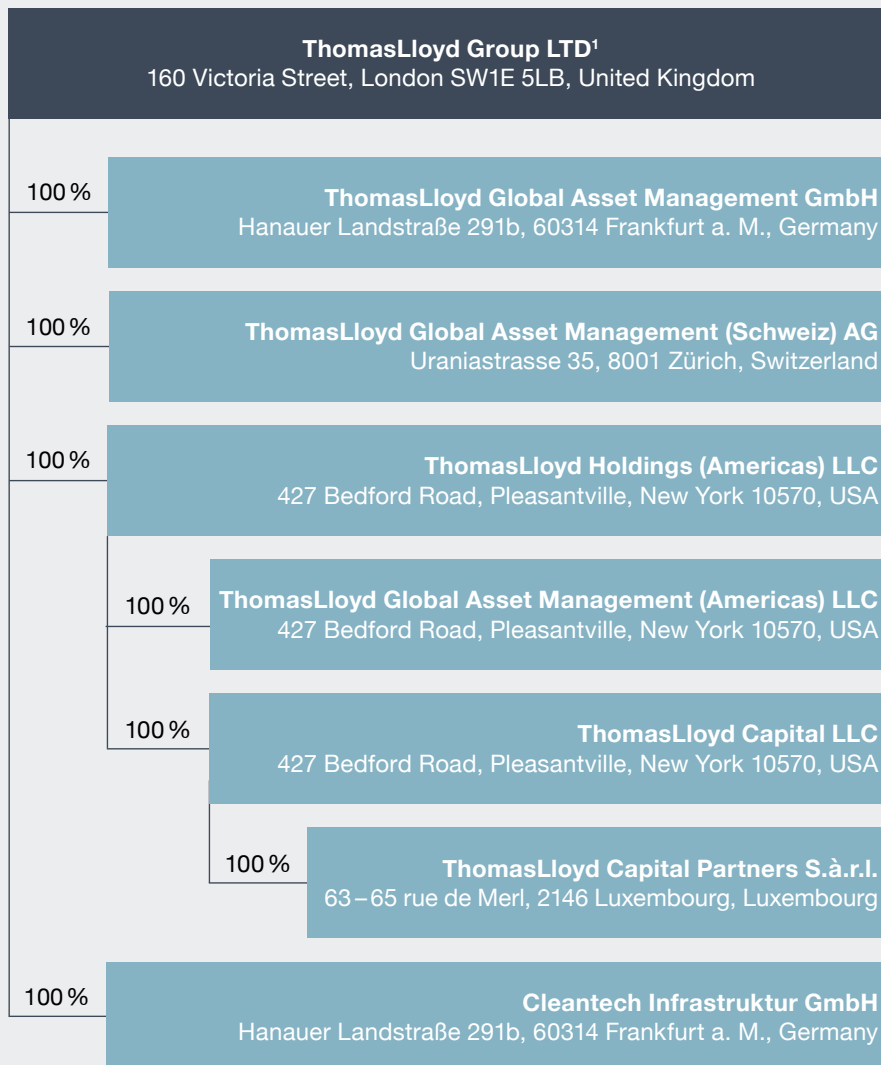 ThomasLloyd Group LTD¹
160 Victoria Street, London SW1E 5LB, United Kingdom
100 %
ThomasLloyd Global Asset Management GmbH
Hanauer Landstraße 291b, 60314 Frankfurt a. M., Germany
100 %
ThomasLloyd Global Asset Management (Schweiz) AG
Uraniastrasse 35, 8001 Zürich, Switzerland
100 %
ThomasLloyd Holdings (Americas) LLC
427 Bedford Road, Pleasantville, New York 10570, USA
100 %
ThomasLloyd Global Asset Management (Americas) LLC
427 Bedford Road, Pleasantville, New York 10570, USA
100 %
ThomasLloyd Capital LLC
427 Bedford Road, Pleasantville, New York 10570, USA
100 %
ThomasLloyd Capital Partners S.à.r.l.
63–65 rue de Merl, 2146 Luxembourg, Luxembourg
100 %
Cleantech Infrastruktur GmbH
Hanauer Landstraße 291b, 60314 Frankfurt a. M., Germany